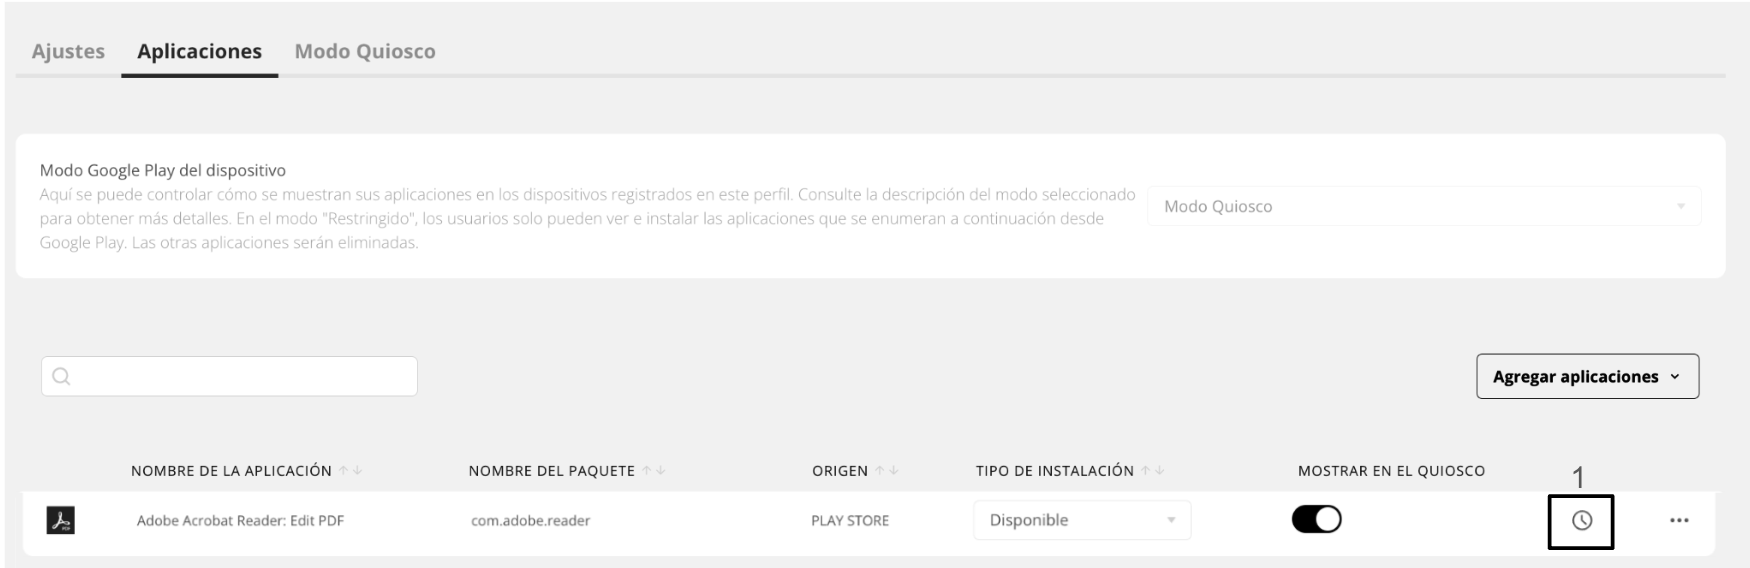 Ajustes Aplicaciones Modo Quiosco
Modo Google Play del dispositivo
Aquí se puede controlar cómo se muestran sus aplicaciones en los dispositivos registrados en este perfil. Consulte la descripción del modo seleccionado
para obtener más detalles. En el modo "Restringido", los usuarios solo pueden ver e instalar las aplicaciones que se enumeran a continuación desde
Google Play. Las otras aplicaciones serán eliminadas.
Modo Quiosco
Agregar aplicaciones
NOMBRE DE LA APLICACIÓN NOMBRE DEL PAQUETE ORIGEN TIPO DE INSTALACIÓN MOSTRAR EN EL QUIOSCO
1
Adobe Acrobat Reader: Edit PDF com.adobe.reader PLAY STORE Disponible